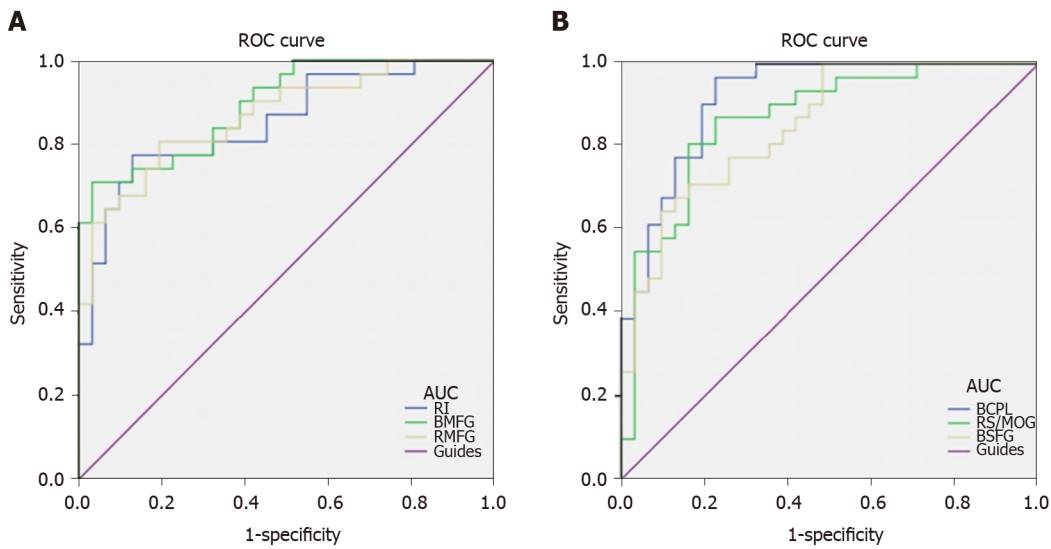 A
ROC curve
1.0
0.8
0.6
0.4
0.2
0.0
Sensitivity
0.0
0.2
0.4
0.6
0.8
1.0
1-specificity
AUC
RI
BMFG
RMFG
Guides
B
ROC curve
1.0
0.8
0.6
0.4
0.2
0.0
Sensitivity
0.0
0.2
0.4
0.6
0.8
1.0
1-specificity
AUC
BCPL
RS/MOG
BSFG
Guides